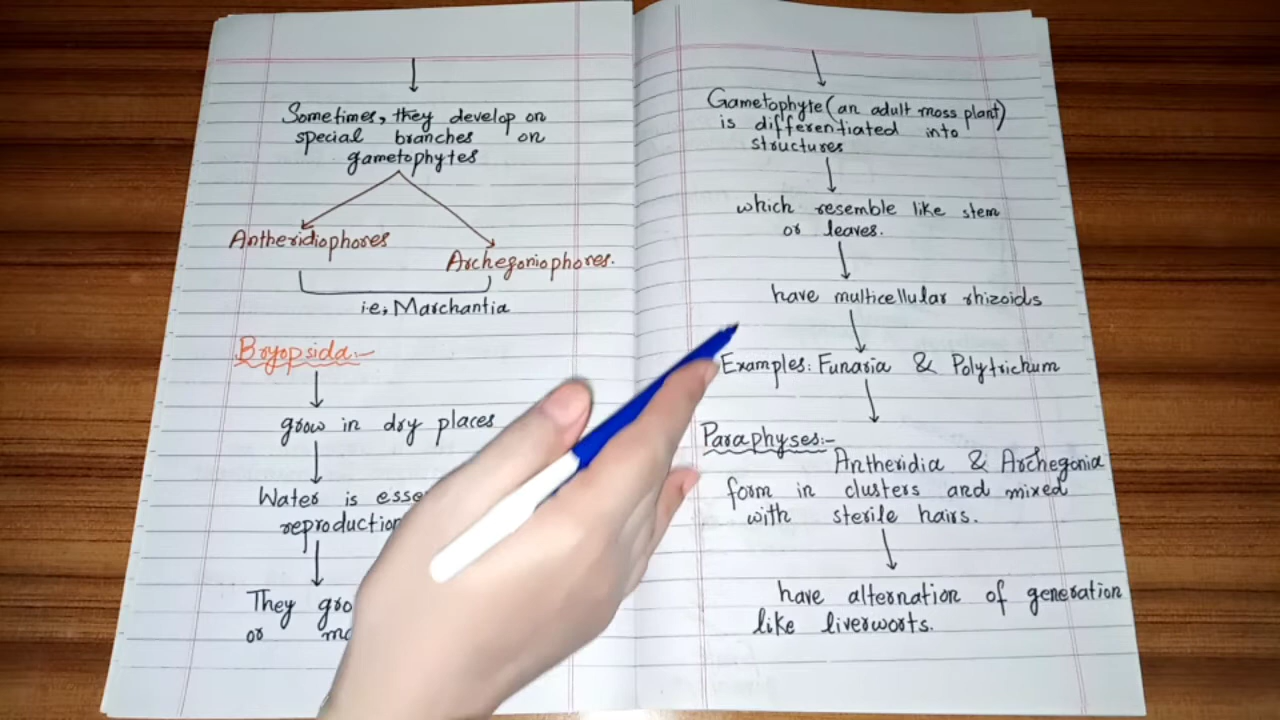 Sometimes, they develop on
special branches on
gametophytes
Antheridiophores
Archegoniophores.
i.e; Marchantia
Bryopsida:-
grow in dry places
Water is
reproduction
They
or
Gametophyte (an adult moss plant)
is differentiated into
structures
which resemble like stem
or leaves.
have multicellular rhizoids
Examples: Funaria & Polytrichum
Paraphyses:-
Antheridia & Archegonia
form in clusters and mixed
with sterile hairs.
have alternation of generation
like liverworts.